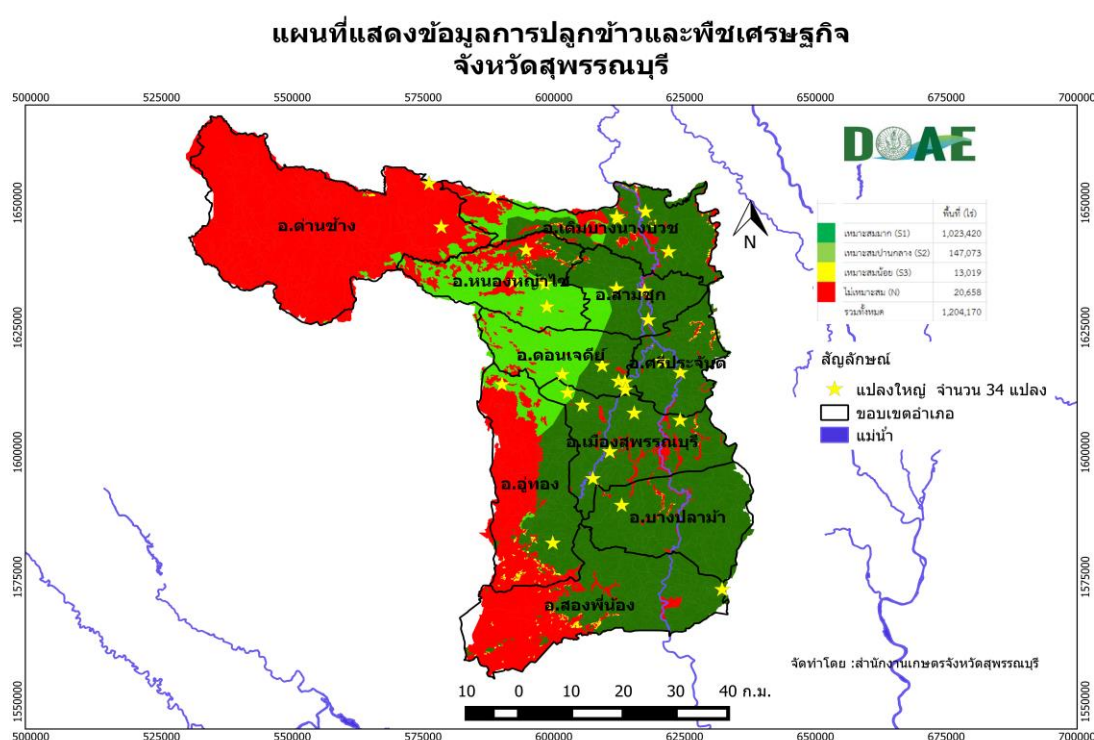 แผนที่แสดงข้อมูลการปลูกข้าวและพืชเศรษฐกิจ
จังหวัดสุพรรณบุรี
500000 525000 550000 575000 600000 625000 650000 675000 700000
DOAE
1650000 1650000
พื้นที่ (ไร่)
เหมาะสมมาก (S1) 1,023,420
เหมาะสมปานกลาง (S2) 147,073
เหมาะสมน้อย (S3) 13,019
ไม่เหมาะสม (N) 20,658
รวมทั้งหมด 1,204,170
อ.ด่านช้าง
อ.เดิมบางนางบวช
N
อ.หนองหญ้าไซ
อ.สามชุก
1625000 1625000
อ.ดอนเจดีย์
อ.ศรีประจันต์
สัญลักษณ์
แปลงใหญ่ จำนวน 34 แปลง
ขอบเขตอำเภอ
แม่น้ำ
1600000 1600000
อ.เมืองสุพรรณบุรี
อ.อู่ทอง
อ.บางปลาม้า
1575000 1575000
อ.สองพี่น้อง
จัดทำโดย :สำนักงานเกษตรจังหวัดสุพรรณบุรี
10 0 10 20 30 40 ก.ม.
1550000 1550000
500000 525000 550000 575000 600000 625000 650000 675000 700000